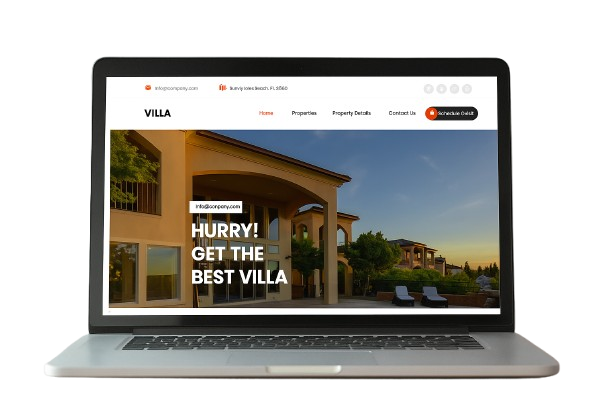 info@company.com
Sunny Isles Beach, FL 33160
VILLA
Home
Properties
Property Details
Contact Us
Schedule
info@company.com
HURRY!
GET THE
BEST VILLA